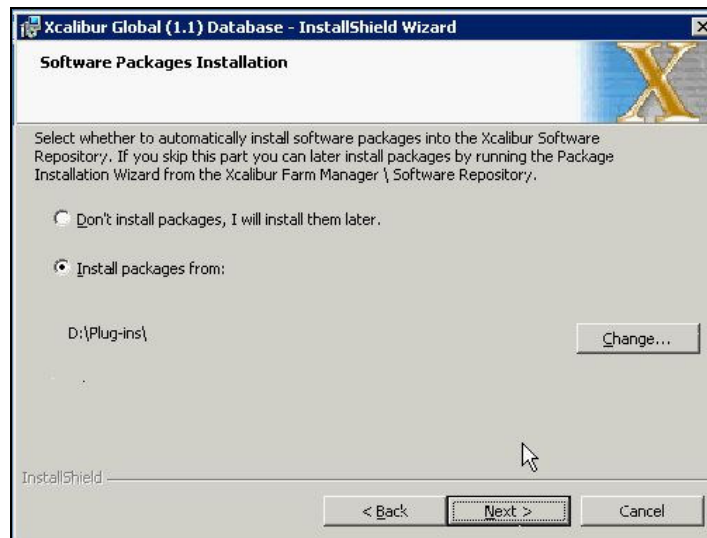 Xcalibur Global (1.1) Database - InstallShield Wizard
Software Packages Installation
X
Select whether to automatically install software packages into the Xcalibur Software
Repository. If you skip this part you can later install packages by running the Package
Installation Wizard from the Xcalibur Farm Manager \ Software Repository.
Don't install packages, I will install them later.
Install packages from:
D:\Plug-ins\
Change...
InstallShield
< Back
Next >
Cancel